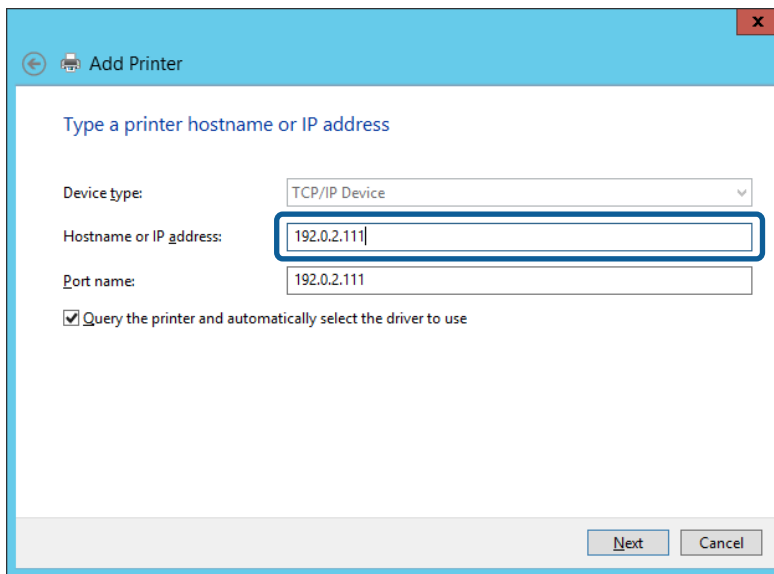 x
Add Printer
Type a printer hostname or IP address
Device type: TCP/IP Device
Hostname or IP address: 192.0.2.111
Port name: 192.0.2.111
Query the printer and automatically select the driver to use
Next Cancel